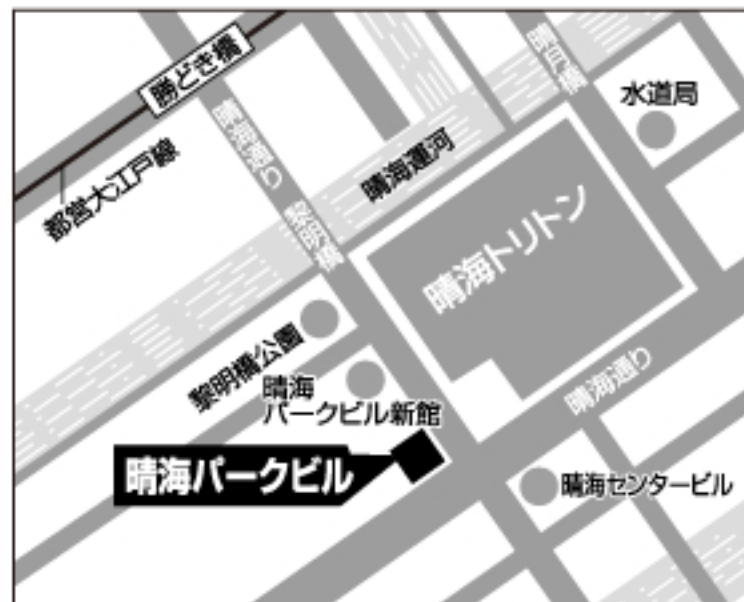 勝どき橋
晴月橋
水道局
晴海通り
晴海運河
都営大江戸線
黎明橋
晴海トリトン
黎明橋公園
晴海
パークビル新館
晴海通り
晴海パークビル
晴海センタービル